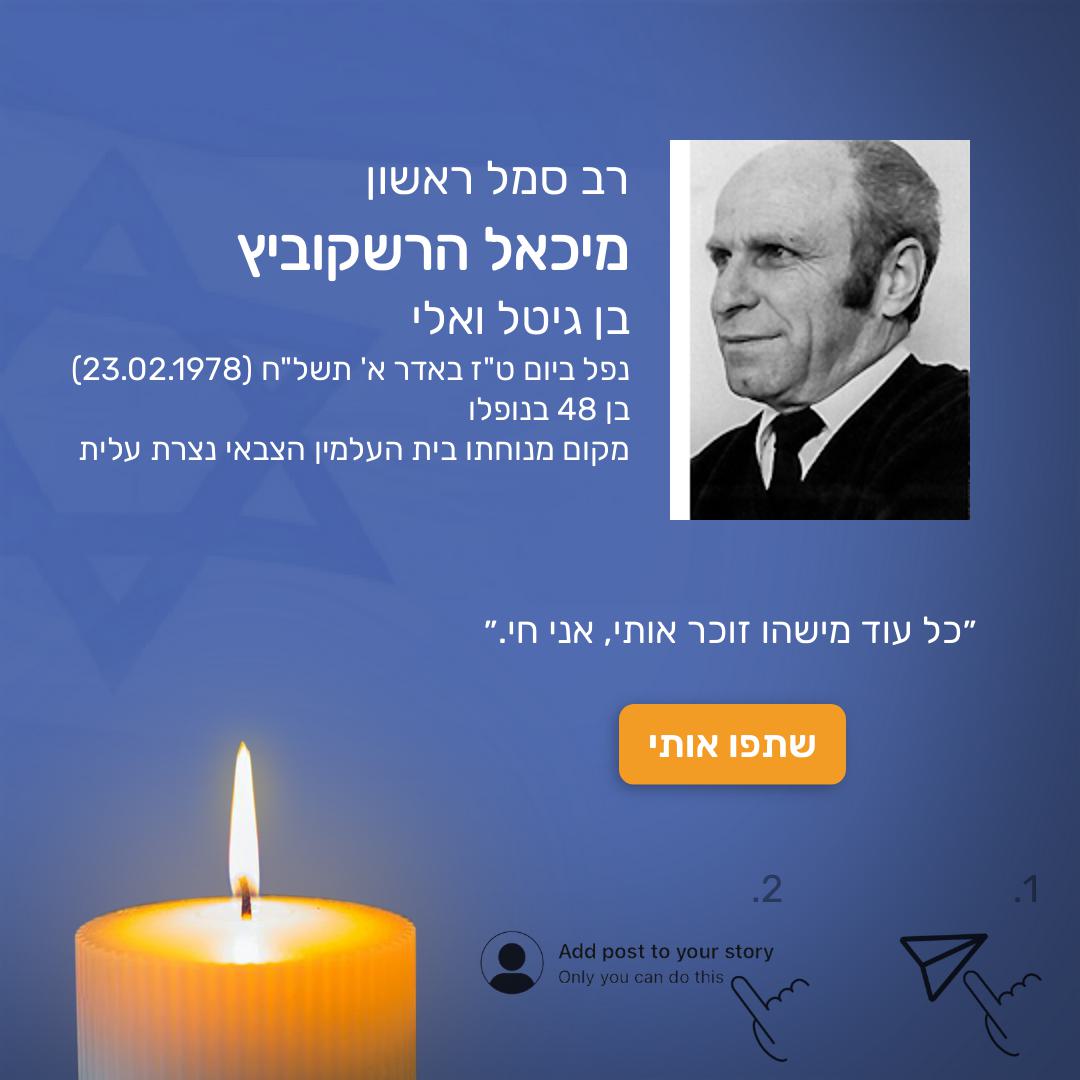 רב סמל ראשון
מיכאל הרשקוביץ
בן גיטל ואלי
נפל ביום ט"ז באדר א' תשל"ח (23.02.1978)
בן 48 בנופלו
מקום מנוחתו בית העלמין הצבאי נצרת עלית
״כל עוד מישהו זוכר אותי, אני חי.״
שתפו אותי
1.
2.
Add post to your story
Only you can do this